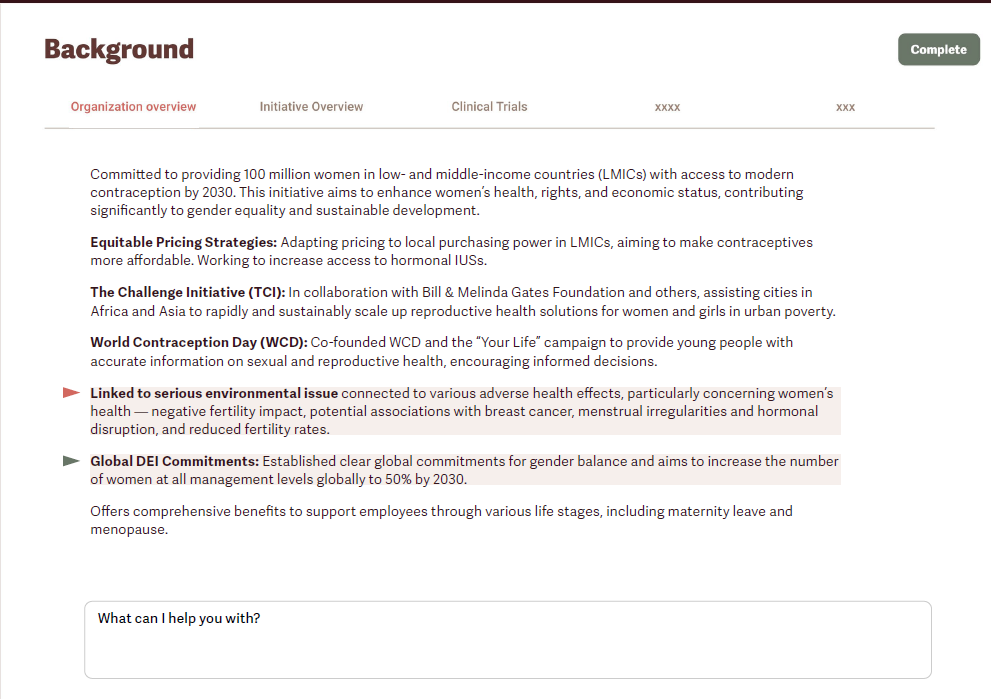 Background
Complete
Organization overview
Initiative Overview
Clinical Trials
xxxx
xxx
Committed to providing 100 million women in low- and middle-income countries (LMICs) with access to modern
contraception by 2030. This initiative aims to enhance women’s health, rights, and economic status, contributing
significantly to gender equality and sustainable development.
Equitable Pricing Strategies: Adapting pricing to local purchasing power in LMICs, aiming to make contraceptives
more affordable. Working to increase access to hormonal IUSs.
The Challenge Initiative (TCI): In collaboration with Bill & Melinda Gates Foundation and others, assisting cities in
Africa and Asia to rapidly and sustainably scale up reproductive health solutions for women and girls in urban poverty.
World Contraception Day (WCD): Co-founded WCD and the “Your Life” campaign to provide young people with
accurate information on sexual and reproductive health, encouraging informed decisions.
Linked to serious environmental issue connected to various adverse health effects, particularly concerning women’s
health — negative fertility impact, potential associations with breast cancer, menstrual irregularities and hormonal
disruption, and reduced fertility rates.
Global DEI Commitments: Established clear global commitments for gender balance and aims to increase the number
of women at all management levels globally to 50% by 2030.
Offers comprehensive benefits to support employees through various life stages, including maternity leave and
menopause.
What can I help you with?